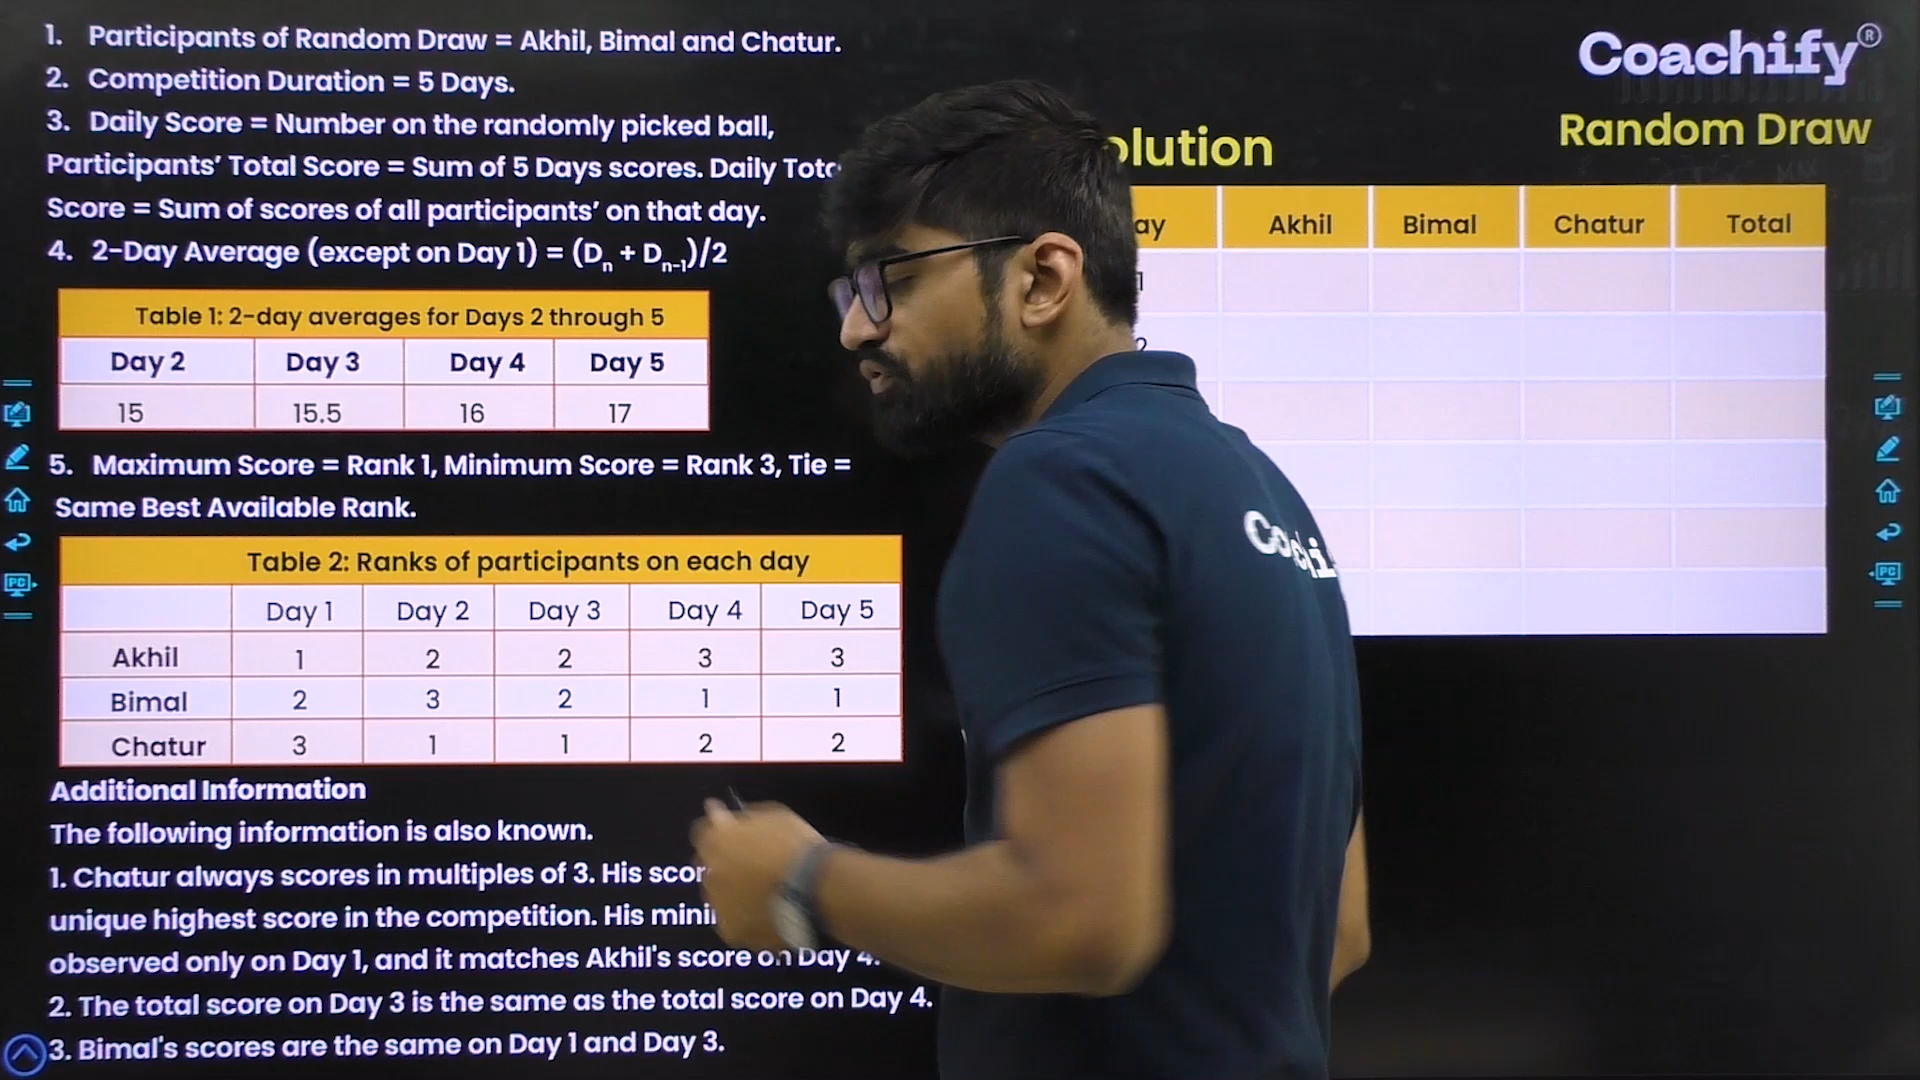 1. Participants of Random Draw = Akhil, Bimal and Chatur.
2. Competition Duration = 5 Days.
3. Daily Score = Number on the randomly picked ball,
Participants' Total Score = Sum of 5 Days scores. Daily
Score = Sum of scores of all participants' on that day.
4. 2-Day Average (except on Day 1) = (Dn + Dn-1)/2
Table 1: 2-day averages for Days 2 through 5
Day 2 Day 3 Day 4 Day 5
15 15.5 16 17
5. Maximum Score = Rank 1, Minimum Score = Rank 3, Tie =
Same Best Available Rank.
Table 2: Ranks of participants on each day
Day 1 Day 2 Day 3 Day 4 Day 5
Akhil 1 2 2 3 3
Bimal 2 3 2 1 1
Chatur 3 1 1 2 2
Additional Information
The following information is also known.
1. Chatur always scores in multiples of 3. His
unique highest score in the competition. His
observed only on Day 1, and it matches Akhil's score on Day 4.
2. The total score on Day 3 is the same as the total score on Day 4.
3. Bimal's scores are the same on Day 1 and Day 3.
Coachify®
Random Draw
Akhil Bimal Chatur Total
1
2
PC
PC